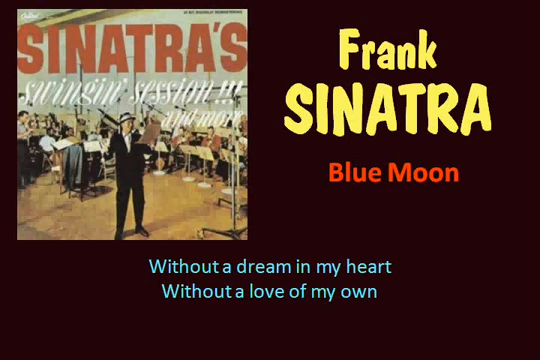 SINATRA'S
swingin' session!!!
and more
Frank
SINATRA
Blue Moon
Without a dream in my heart
Without a love of my own